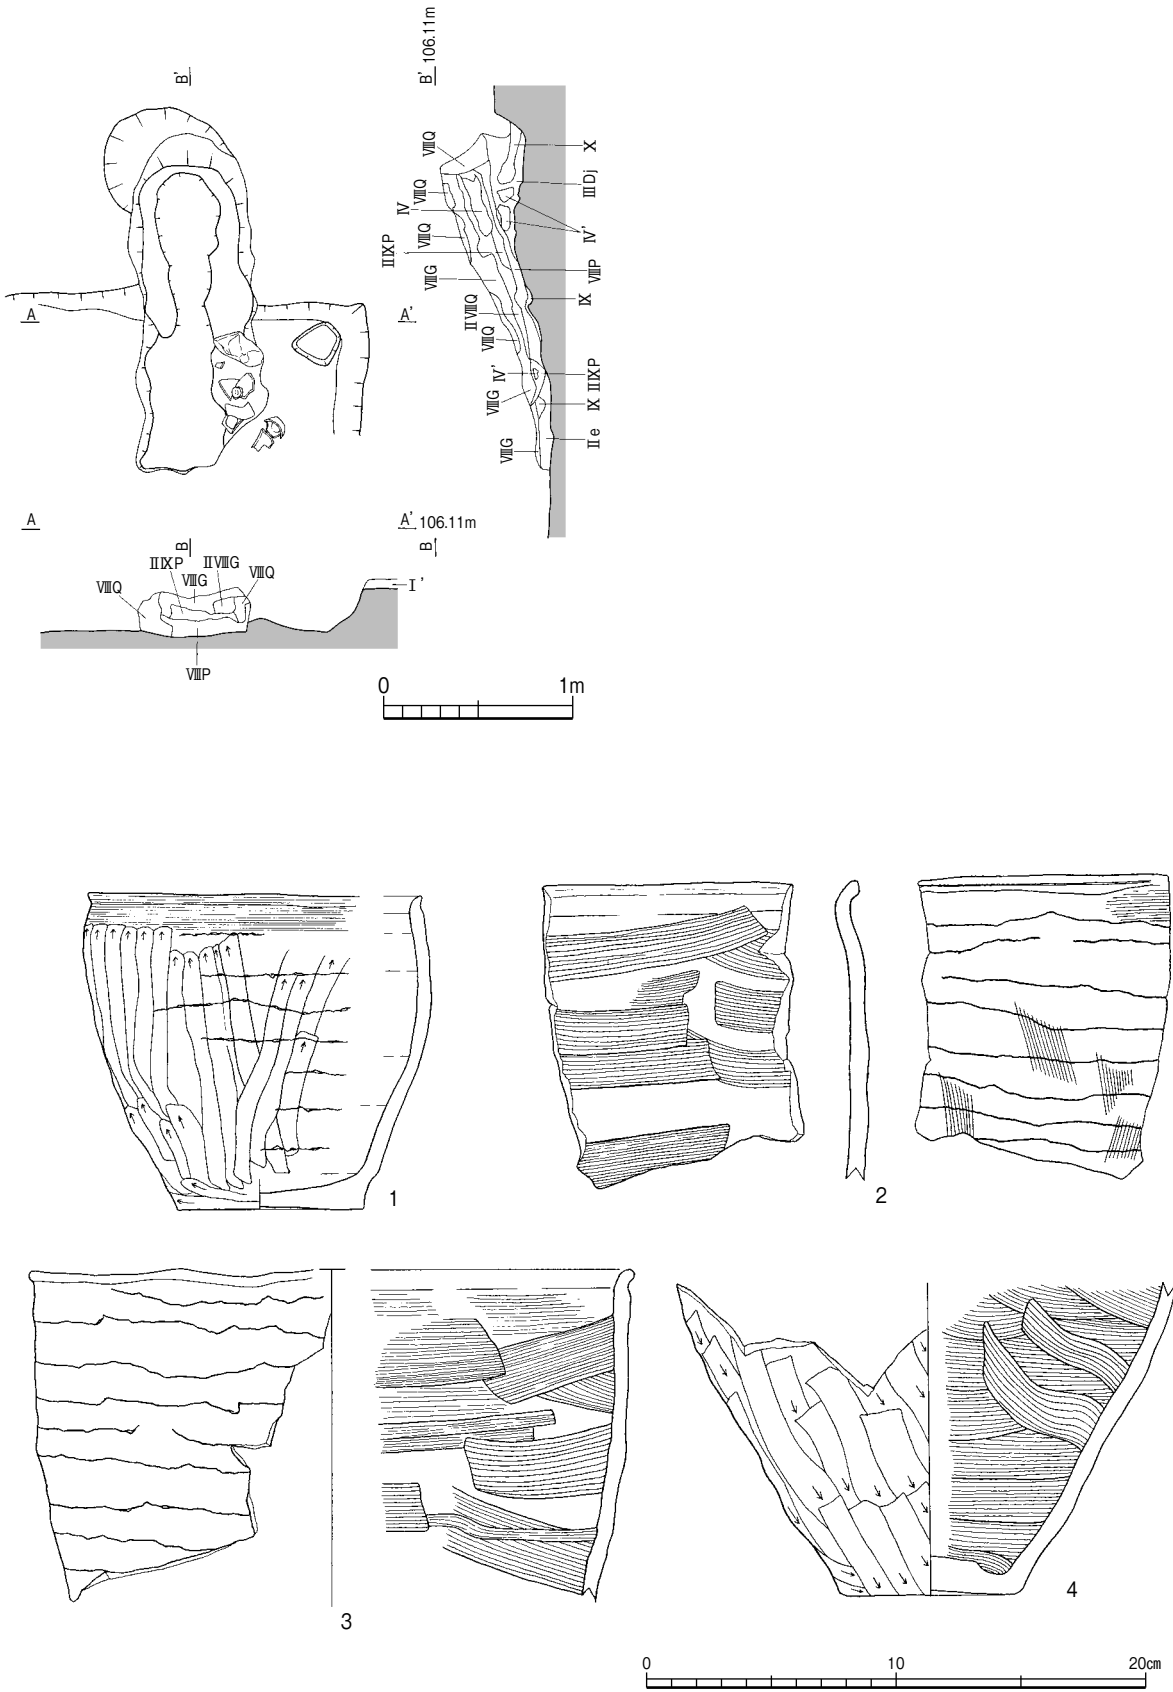 B'
B' 106.11m
ⅧQ
X
ⅢDj
ⅧQ
Ⅳ
Ⅳ'
ⅧQ
ⅡⅨP
ⅧP
ⅧG
Ⅸ
A
A'
ⅡⅧQ
ⅧQ
Ⅳ'
ⅡⅨP
ⅧG
Ⅸ
Ⅱe
ⅧG
A
A' 106.11m
B
B
ⅡⅨP
ⅡⅧG
ⅧQ
ⅧG
ⅧQ
Ⅰ'
ⅧP
0 1m
1
2
3
4
0 10 20cm